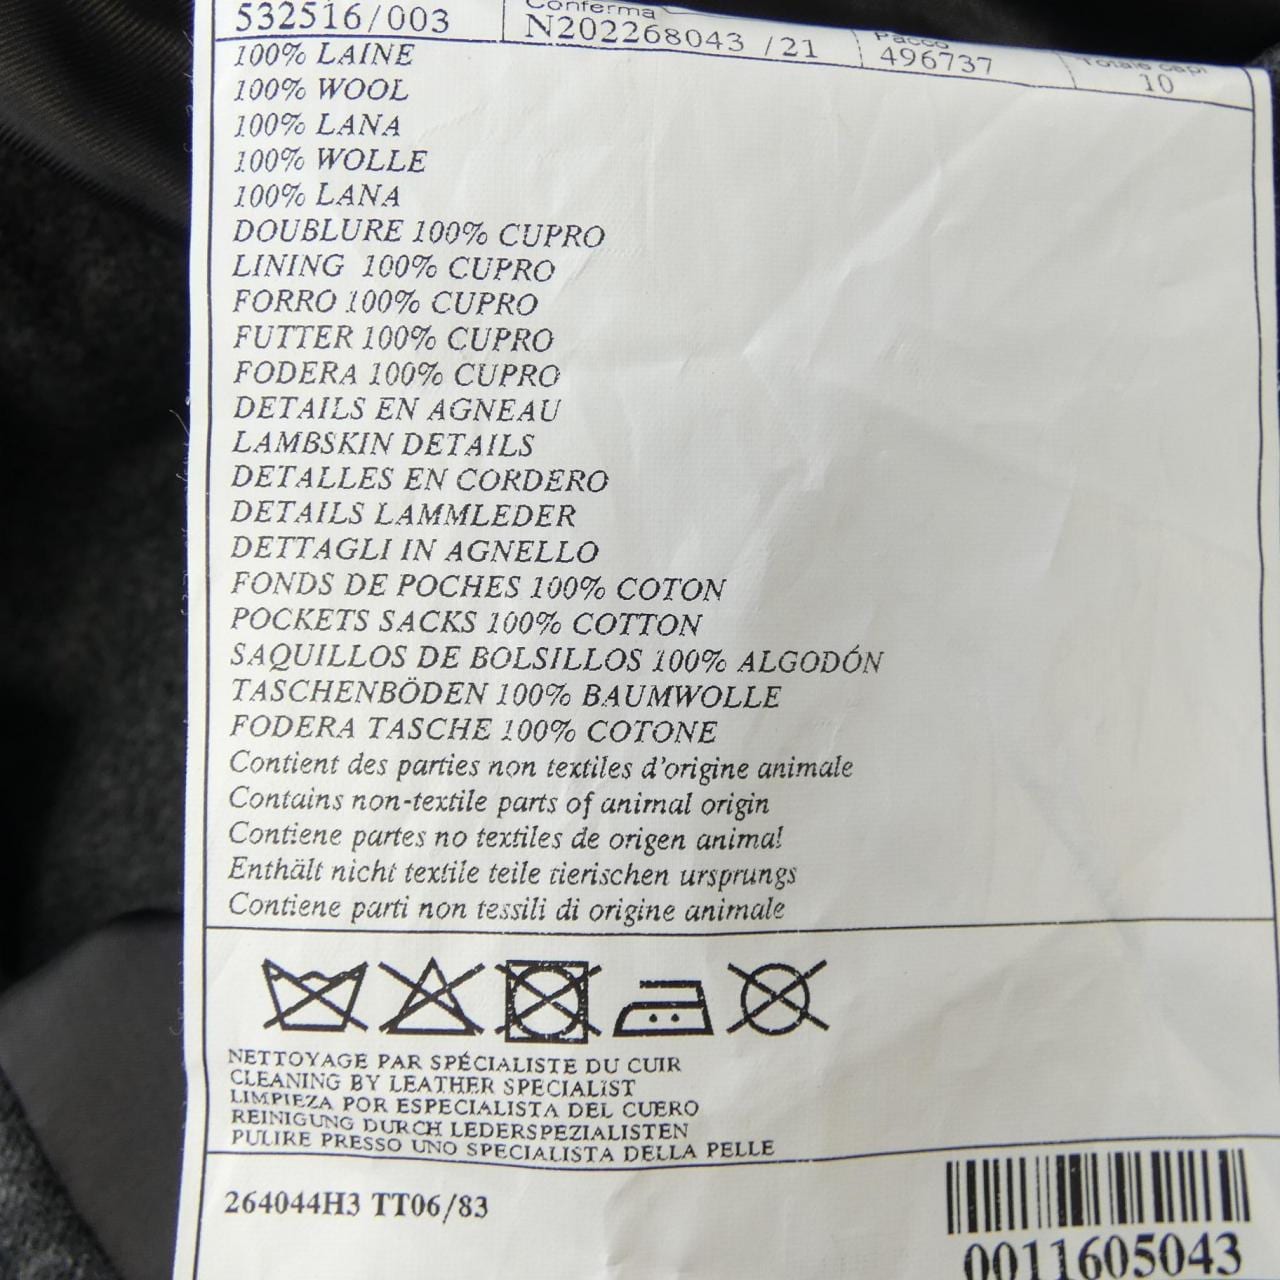 532516/003 Conferma N202268043 /21 Pacco 496737 Totale capi 10
100% LAINE
100% WOOL
100% LANA
100% WOLLE
100% LANA
DOUBLURE 100% CUPRO
LINING 100% CUPRO
FORRO 100% CUPRO
FUTTER 100% CUPRO
FODERA 100% CUPRO
DETAILS EN AGNEAU
LAMBSKIN DETAILS
DETALLES EN CORDERO
DETAILS LAMMLEDER
DETTAGLI IN AGNELLO
FONDS DE POCHES 100% COTON
POCKETS SACKS 100% COTTON
SAQUILLOS DE BOLSILLOS 100% ALGODÓN
TASCHENBÖDEN 100% BAUMWOLLE
FODERA TASCHE 100% COTONE
Contient des parties non textiles d'origine animale
Contains non-textile parts of animal origin
Contiene partes no textiles de origen animal
Enthält nicht textile teile tierischen ursprungs
Contiene parti non tessili di origine animale
NETTOYAGE PAR SPÉCIALISTE DU CUIR
CLEANING BY LEATHER SPECIALIST
LIMPIEZA POR ESPECIALISTA DEL CUERO
REINIGUNG DURCH LEDERSPEZIALISTEN
PULIRE PRESSO UNO SPECIALISTA DELLA PELLE
264044H3 TT06/83
0011605043